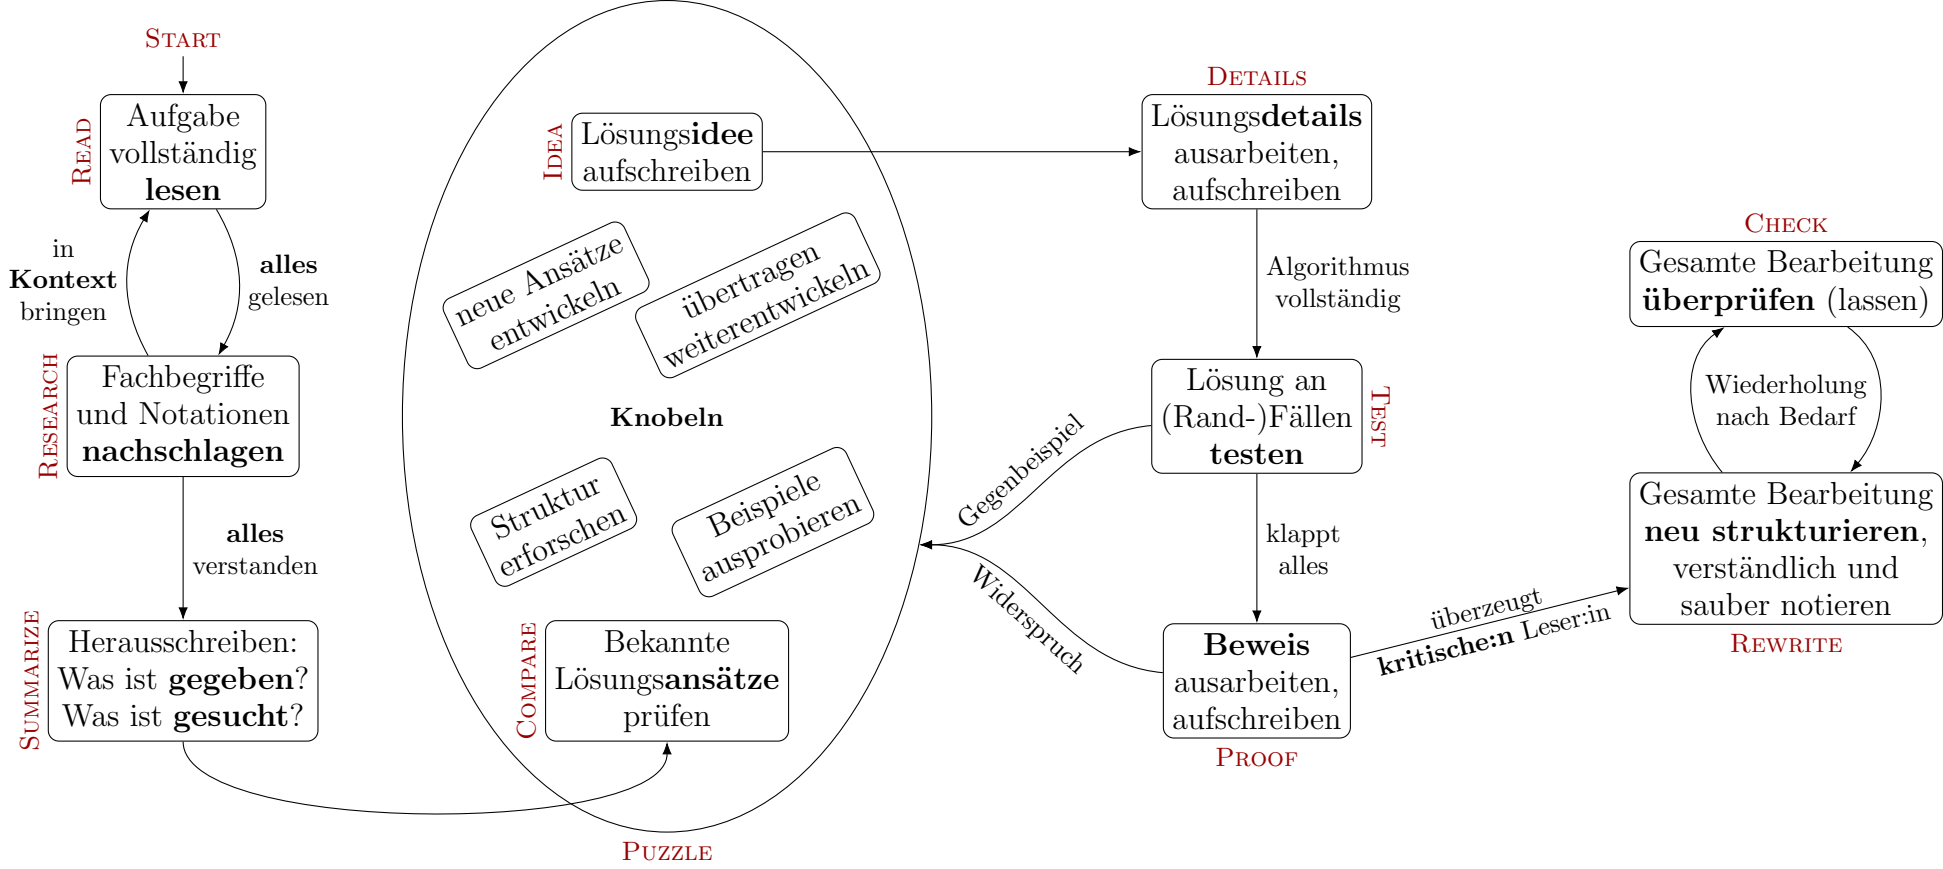 START
READ
Aufgabe
vollständig
lesen
in
Kontext
bringen
alles
gelesen
RESEARCH
Fachbegriffe
und Notationen
nachschlagen
alles
verstanden
SUMMARIZE
Herausschreiben:
Was ist gegeben?
Was ist gesucht?
IDEA
Lösungsidee
aufschreiben
neue Ansätze
entwickeln
übertragen
weiterentwickeln
Knobeln
Struktur
erforschen
Beispiele
ausprobieren
COMPARE
Bekannte
Lösungsansätze
prüfen
PUZZLE
DETAILS
Lösungsdetails
ausarbeiten,
aufschreiben
Algorithmus
vollständig
Lösung an
(Rand-)Fällen
testen
TEST
Gegenbeispiel
klappt
alles
Widerspruch
Beweis
ausarbeiten,
aufschreiben
PROOF
überzeugt
kritische:n Leser:in
CHECK
Gesamte Bearbeitung
überprüfen (lassen)
Wiederholung
nach Bedarf
Gesamte Bearbeitung
neu strukturieren,
verständlich und
sauber notieren
REWRITE